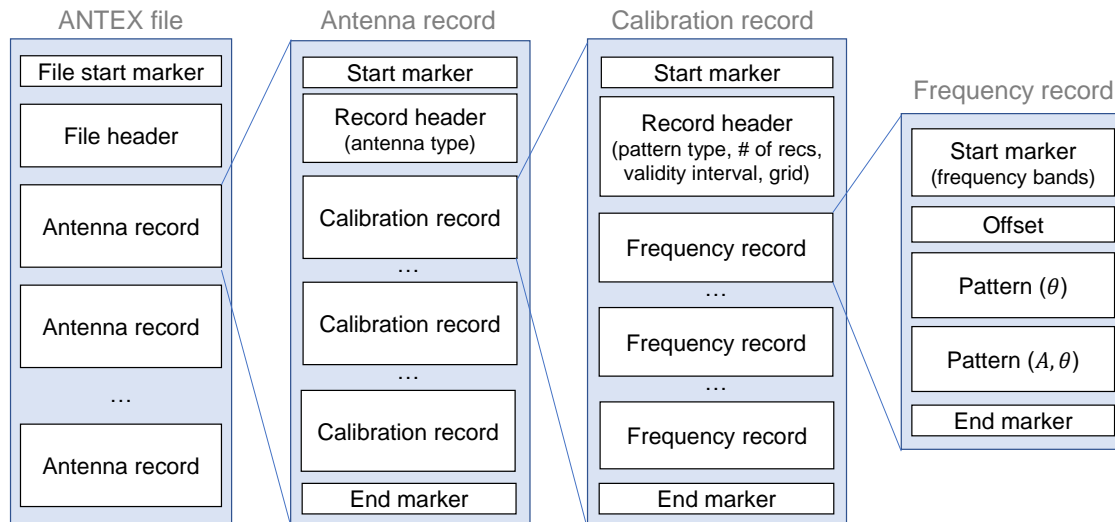 ANTEX file
File start marker
File header
Antenna record
Antenna record
...
Antenna record
Antenna record
Start marker
Record header
(antenna type)
Calibration record
...
Calibration record
...
Calibration record
End marker
Calibration record
Start marker
Record header
(pattern type, # of recs,
validity interval, grid)
Frequency record
...
Frequency record
...
Frequency record
End marker
Frequency record
Start marker
(frequency bands)
Offset
Pattern (θ)
Pattern (A, θ)
End marker